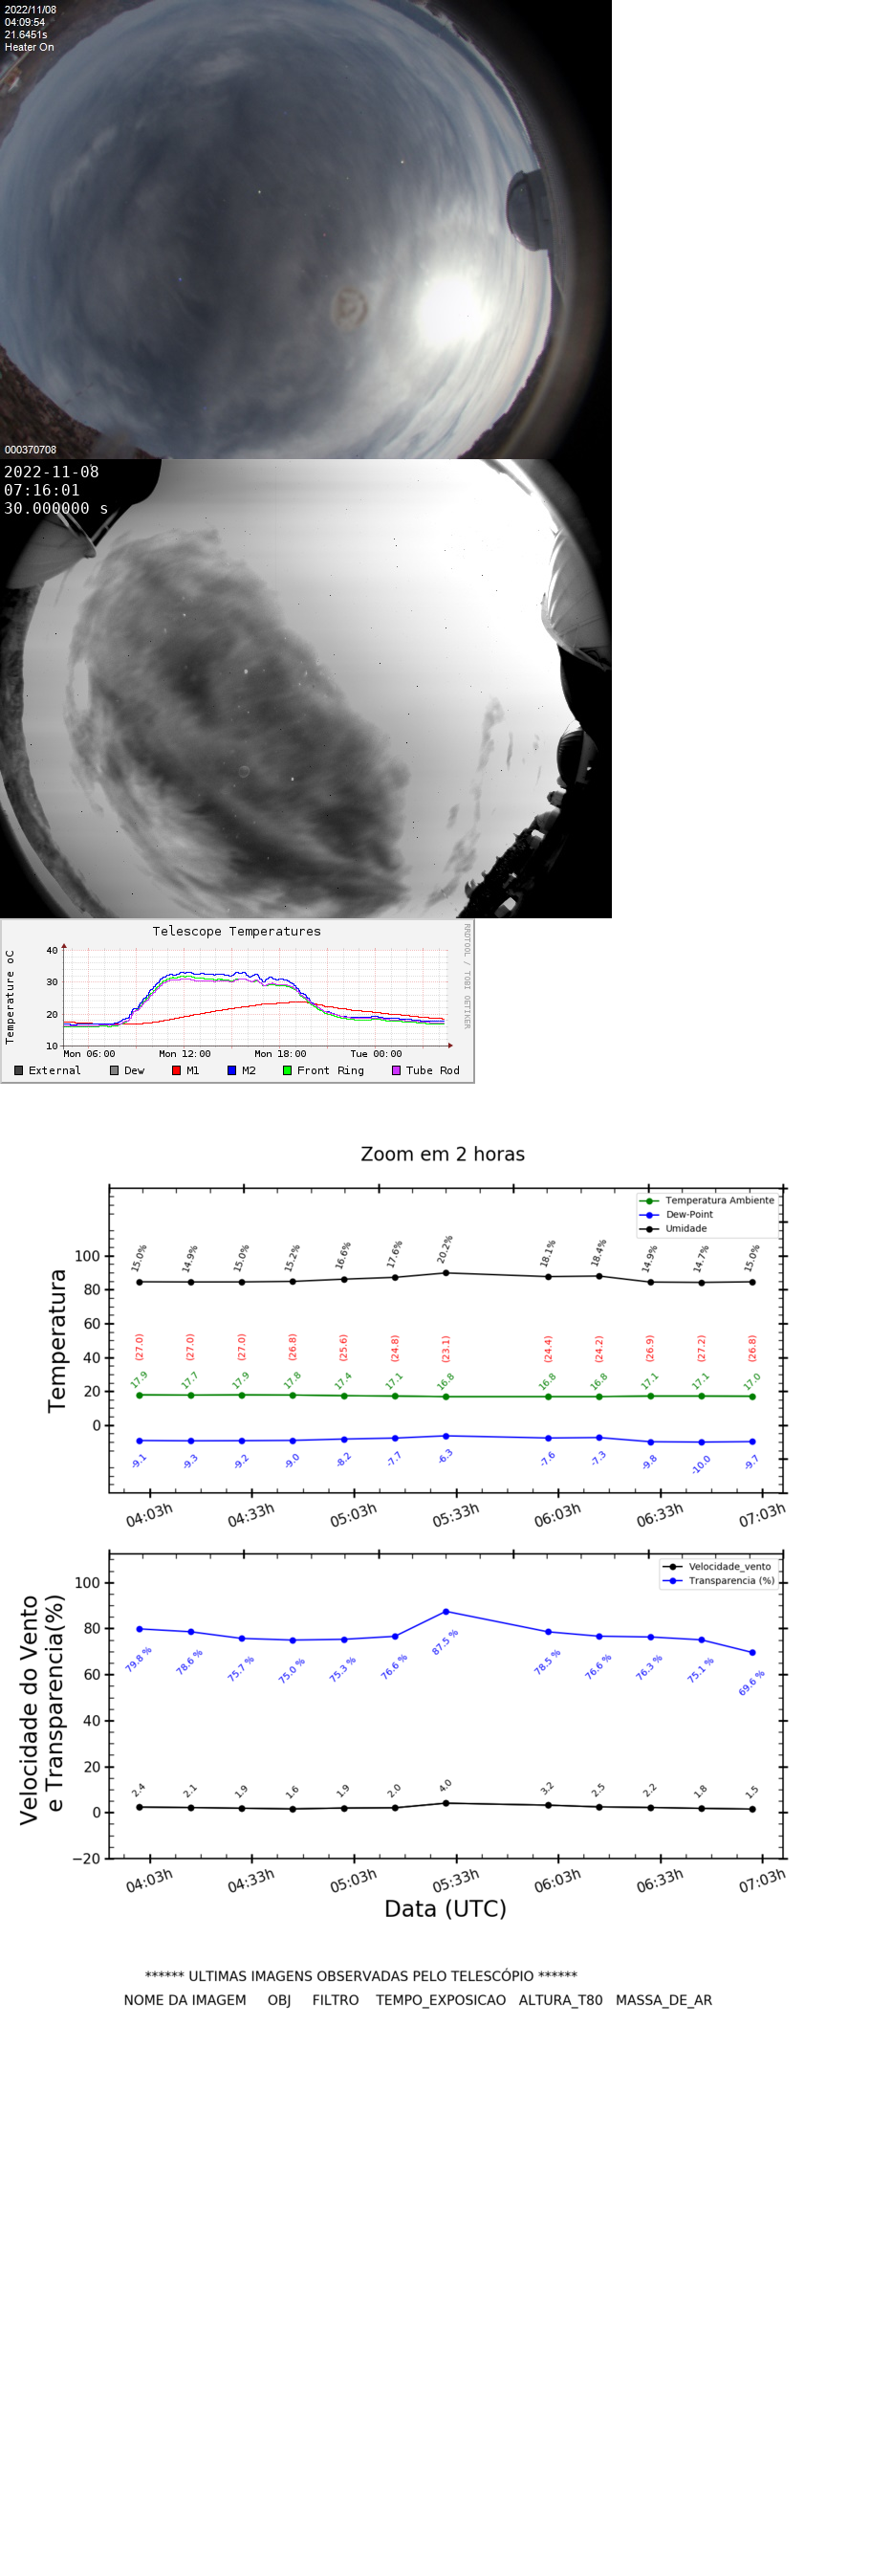 2022/11/08
04:09:54
21.6451s
Heater On
000370708
2022-11-08
07:16:01
30.000000 s
Telescope Temperatures
Temperature oC
RRDTOOL / TOBI OETIKER
40
30
20
10
Mon 06:00 Mon 12:00 Mon 18:00 Tue 00:00
External Dew M1 M2 Front Ring Tube Rod
Zoom em 2 horas
Temperatura
Temperatura Ambiente
Dew-Point
Umidade
100
80
60
40
20
0
15.0% 14.9% 15.0% 15.2% 16.6% 17.6% 20.2% 18.1% 18.4% 14.9% 14.7% 15.0%
(27.0) (27.0) (27.0) (26.8) (25.6) (24.8) (23.1) (24.4) (24.2) (26.9) (27.2) (26.8)
17.9 17.7 17.9 17.8 17.4 17.1 16.8 16.8 16.8 17.1 17.1 17.0
-9.1 -9.3 -9.2 -9.0 -8.2 -7.7 -6.3 -7.6 -7.3 -9.8 -10.0 -9.7
04:03h 04:33h 05:03h 05:33h 06:03h 06:33h 07:03h
Velocidade do Vento
e Transparencia(%)
Velocidade_vento
Transparencia (%)
100
80
60
40
20
0
−20
79.8 % 78.6 % 75.7 % 75.0 % 75.3 % 76.6 % 87.5 % 78.5 % 76.6 % 76.3 % 75.1 % 69.6 %
2.4 2.1 1.9 1.6 1.9 2.0 4.0 3.2 2.5 2.2 1.8 1.5
04:03h 04:33h 05:03h 05:33h 06:03h 06:33h 07:03h
Data (UTC)
****** ULTIMAS IMAGENS OBSERVADAS PELO TELESCÓPIO ******
NOME DA IMAGEM OBJ FILTRO TEMPO_EXPOSICAO ALTURA_T80 MASSA_DE_AR